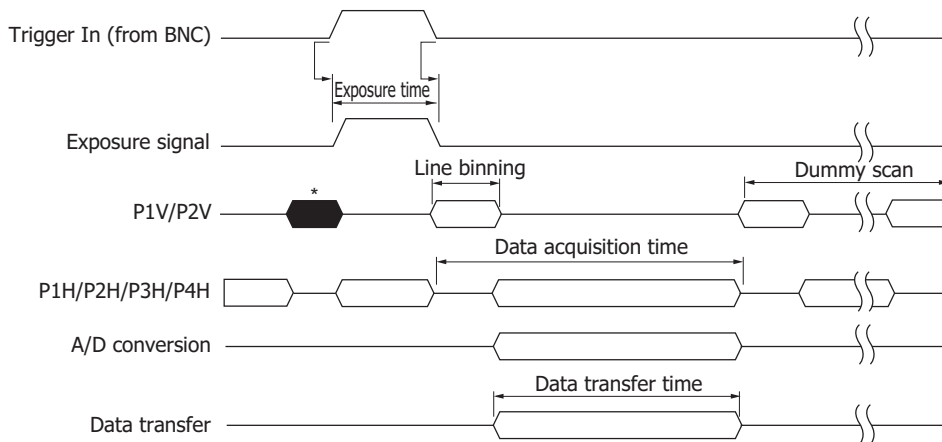 Trigger In (from BNC)
Exposure time
Exposure signal
Line binning
Dummy scan
*
P1V/P2V
Data acquisition time
P1H/P2H/P3H/P4H
A/D conversion
Data transfer time
Data transfer